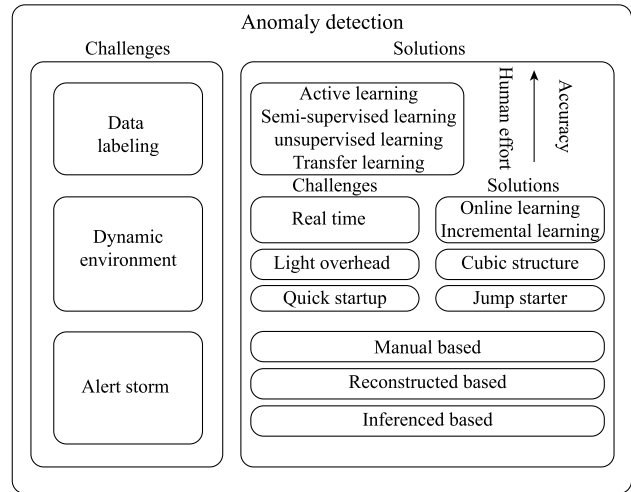 Anomaly detection
Challenges
Solutions
Data
labeling
Active learning
Semi-supervised learning
unsupervised learning
Transfer learning
Human effort
Accuracy
Challenges
Solutions
Dynamic
environment
Real time
Online learning
Incremental learning
Light overhead
Cubic structure
Quick startup
Jump starter
Alert storm
Manual based
Reconstructed based
Inferenced based